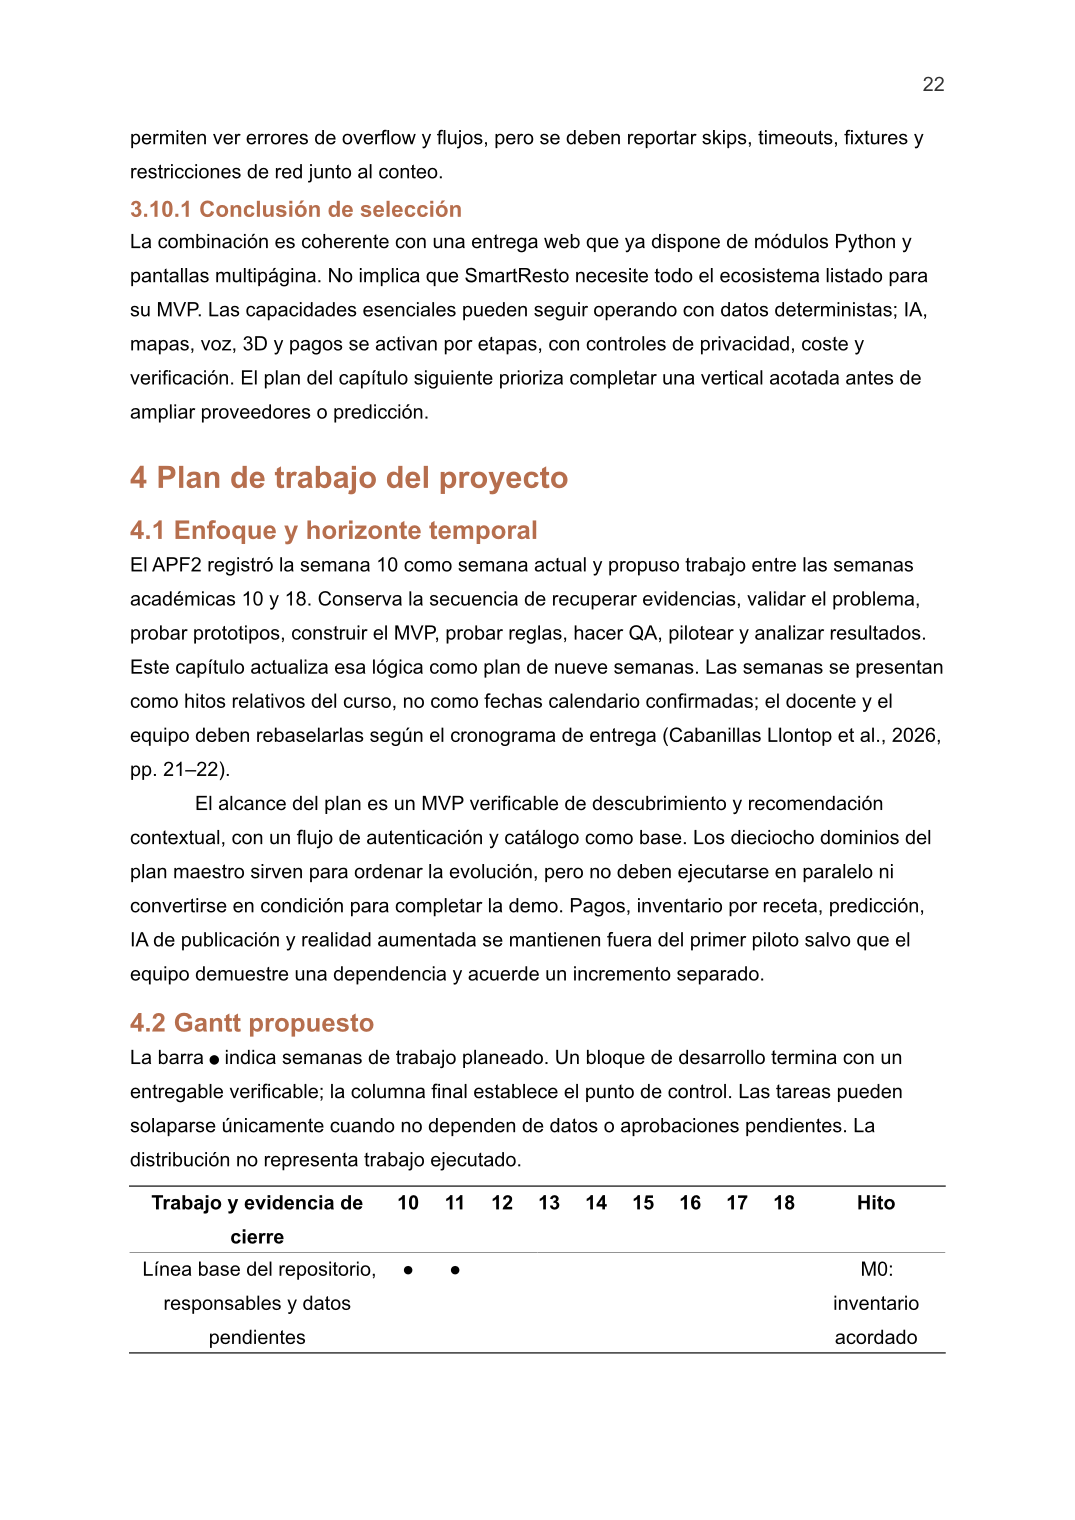 22
permiten ver errores de overflow y flujos, pero se deben reportar skips, timeouts, fixtures y
restricciones de red junto al conteo.
3.10.1 Conclusión de selección
La combinación es coherente con una entrega web que ya dispone de módulos Python y
pantallas multipágina. No implica que SmartResto necesite todo el ecosistema listado para
su MVP. Las capacidades esenciales pueden seguir operando con datos deterministas; IA,
mapas, voz, 3D y pagos se activan por etapas, con controles de privacidad, coste y
verificación. El plan del capítulo siguiente prioriza completar una vertical acotada antes de
ampliar proveedores o predicción.
4 Plan de trabajo del proyecto
4.1 Enfoque y horizonte temporal
El APF2 registró la semana 10 como semana actual y propuso trabajo entre las semanas
académicas 10 y 18. Conserva la secuencia de recuperar evidencias, validar el problema,
probar prototipos, construir el MVP, probar reglas, hacer QA, pilotear y analizar resultados.
Este capítulo actualiza esa lógica como plan de nueve semanas. Las semanas se presentan
como hitos relativos del curso, no como fechas calendario confirmadas; el docente y el
equipo deben rebaselarlas según el cronograma de entrega (Cabanillas Llontop et al., 2026,
pp. 21–22).
El alcance del plan es un MVP verificable de descubrimiento y recomendación
contextual, con un flujo de autenticación y catálogo como base. Los dieciocho dominios del
plan maestro sirven para ordenar la evolución, pero no deben ejecutarse en paralelo ni
convertirse en condición para completar la demo. Pagos, inventario por receta, predicción,
IA de publicación y realidad aumentada se mantienen fuera del primer piloto salvo que el
equipo demuestre una dependencia y acuerde un incremento separado.
4.2 Gantt propuesto
La barra ● indica semanas de trabajo planeado. Un bloque de desarrollo termina con un
entregable verificable; la columna final establece el punto de control. Las tareas pueden
solaparse únicamente cuando no dependen de datos o aprobaciones pendientes. La
distribución no representa trabajo ejecutado.
Trabajo y evidencia de 10 11 12 13 14 15 16 17 18 Hito
cierre
Línea base del repositorio, ● ● M0:
responsables y datos inventario
pendientes acordado